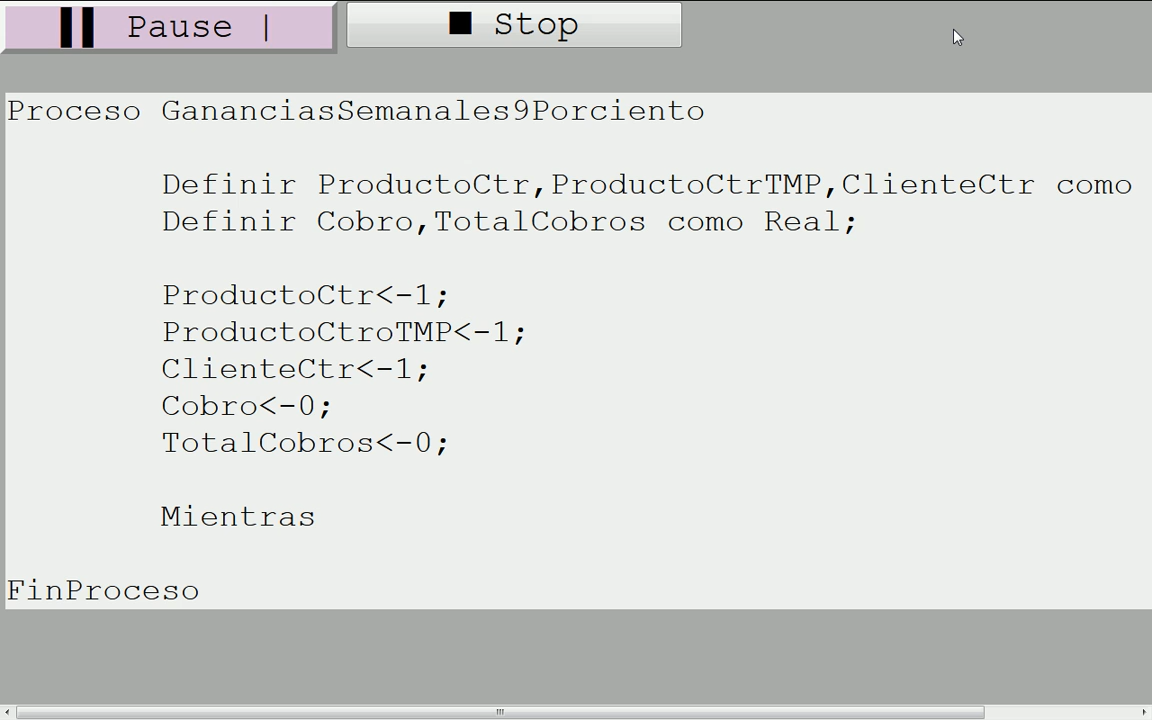 Pause |
Stop
Proceso GananciasSemanales9Porciento
Definir ProductoCtr,ProductoCtrTMP,ClienteCtr como
Definir Cobro,TotalCobros como Real;
ProductoCtr<-1;
ProductoCtroTMP<-1;
ClienteCtr<-1;
Cobro<-0;
TotalCobros<-0;
Mientras
FinProceso